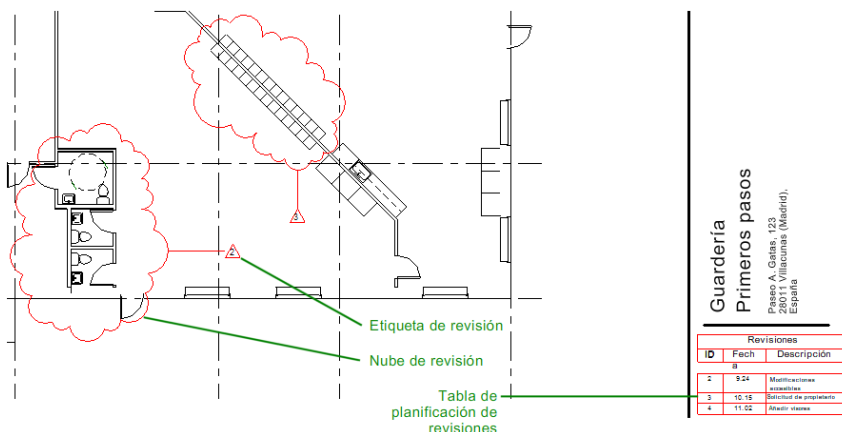 3
2
Etiqueta de revisión
Nube de revisión
Tabla de
planificación de
revisiones
Guardería
Primeros pasos
Paseo A. Gatas, 123
28011 Villacunas (Madrid),
España
Revisiones
ID Fech
a Descripción
2 9.24 Modificaciones
accesibles
3 10.15 Solicitud de propietario
4 11.02 Añadir visores